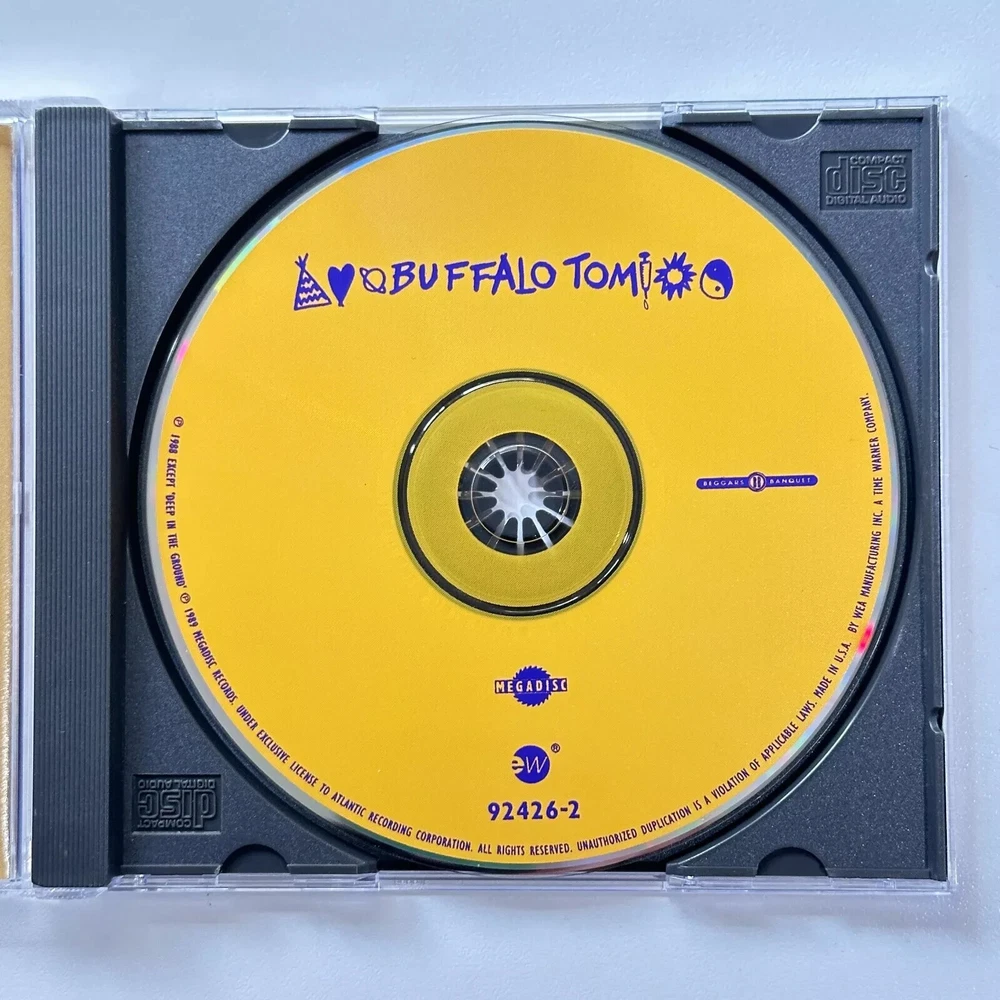 COMPACT
disc
DIGITAL AUDIO
BUFFALO TOM
BEGGARS BANQUET
MEGADISC
eW®
92426-2
℗ 1988 EXCEPT 'DEEP IN THE GROUND' ℗ 1989 MEGADISC RECORDS. UNDER EXCLUSIVE LICENSE TO ATLANTIC RECORDING CORPORATION. ALL RIGHTS RESERVED. UNAUTHORIZED DUPLICATION IS A VIOLATION OF APPLICABLE LAWS. MADE IN U.S.A. BY WEA MANUFACTURING INC. A TIME WARNER COMPANY.
COMPACT
disc
DIGITAL AUDIO